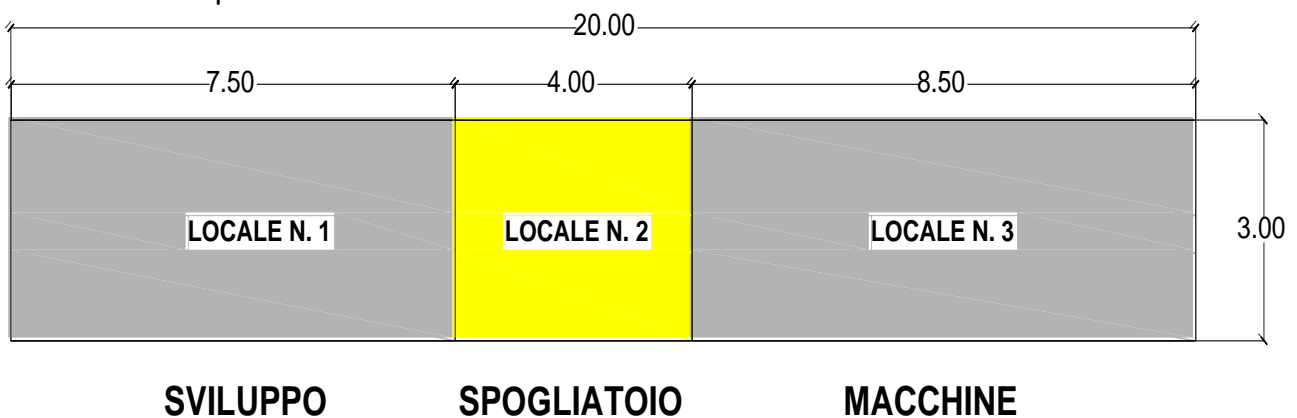 20.00
7.50 4.00 8.50
LOCALE N. 1 LOCALE N. 2 LOCALE N. 3
3.00
SVILUPPO SPOGLIATOIO MACCHINE